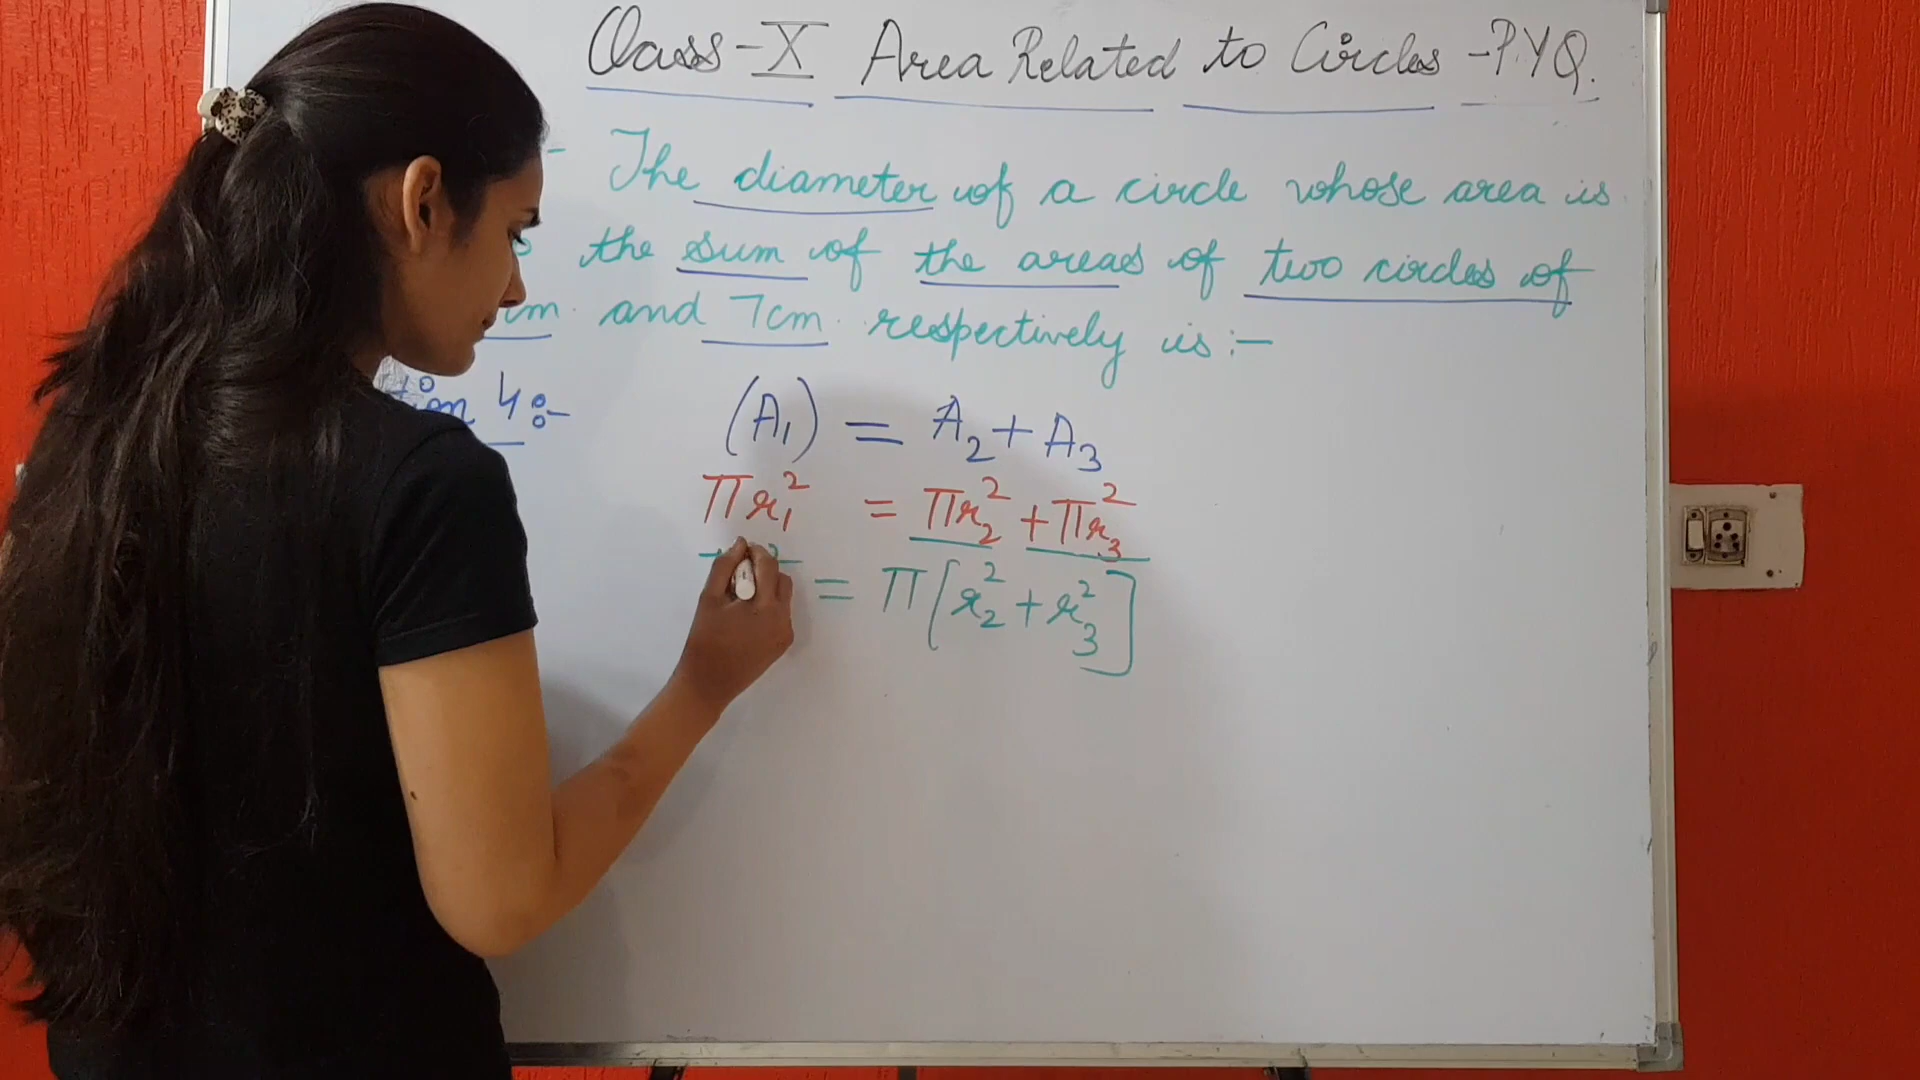 Class-X Area Related to Circles -PYQ.
- The diameter of a circle whose area is
the sum of the areas of two circles of
cm and 7cm respectively is :-
4:-
(A₁) = A₂ + A₃
πr₁² = πr₂² + πr₃²
= π[r₂² + r₃²]